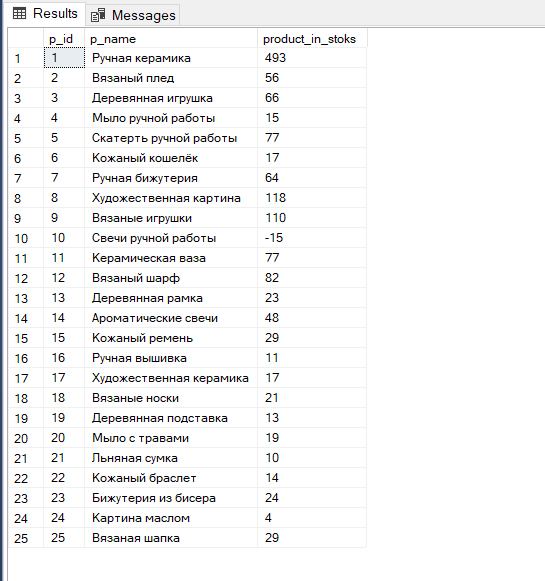 Results Messages
p_id p_name product_in_stoks
1 1 Ручная керамика 493
2 2 Вязаный плед 56
3 3 Деревянная игрушка 66
4 4 Мыло ручной работы 15
5 5 Скатерть ручной работы 77
6 6 Кожаный кошелёк 17
7 7 Ручная бижутерия 64
8 8 Художественная картина 118
9 9 Вязаные игрушки 110
10 10 Свечи ручной работы -15
11 11 Керамическая ваза 77
12 12 Вязаный шарф 82
13 13 Деревянная рамка 23
14 14 Ароматические свечи 48
15 15 Кожаный ремень 29
16 16 Ручная вышивка 11
17 17 Художественная керамика 17
18 18 Вязаные носки 21
19 19 Деревянная подставка 13
20 20 Мыло с травами 19
21 21 Льняная сумка 10
22 22 Кожаный браслет 14
23 23 Бижутерия из бисера 24
24 24 Картина маслом 4
25 25 Вязаная шапка 29